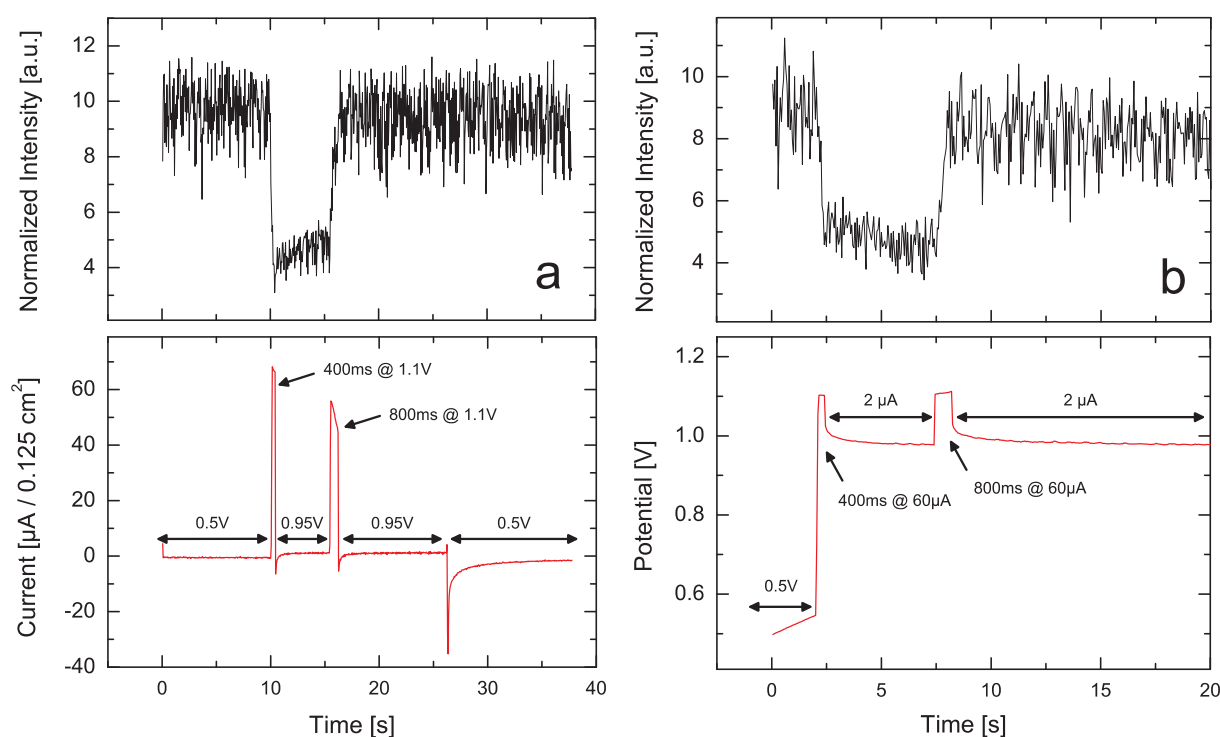 Normalized Intensity [a.u.]
12
10
8
6
4
a
Current [µA / 0.125 cm²]
60
40
20
0
-20
-40
400ms @ 1.1V
800ms @ 1.1V
0.5V
0.95V
0.95V
0.5V
0
10
20
30
40
Time [s]
Normalized Intensity [a.u.]
10
8
6
4
b
Potential [V]
1.2
1.0
0.8
0.6
2 µA
2 µA
400ms @ 60µA
800ms @ 60µA
0.5V
0
5
10
15
20
Time [s]